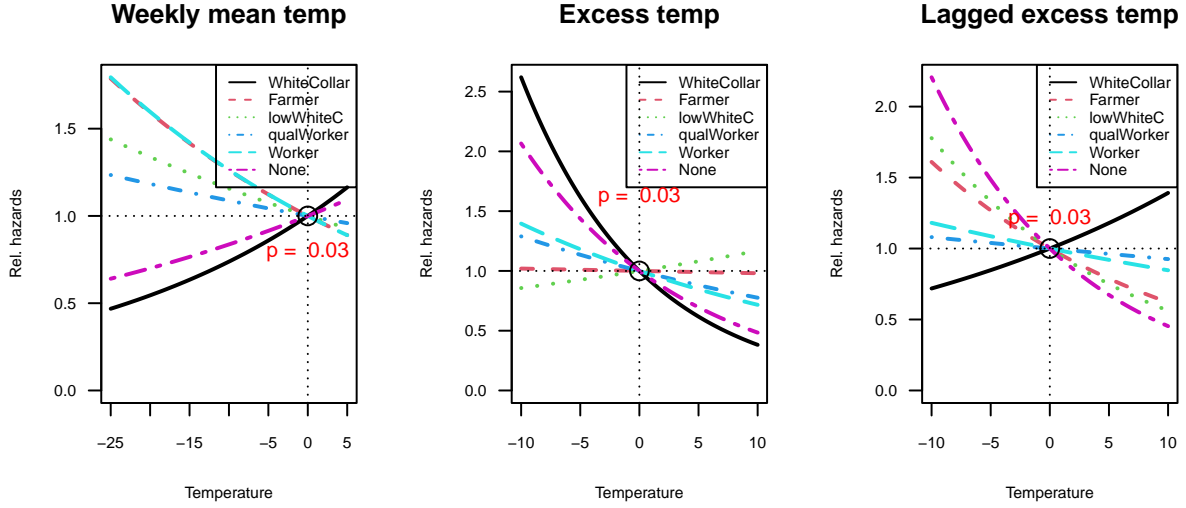 Weekly mean temp
Rel. hazards
1.5
1.0
0.5
0.0
WhiteCollar
Farmer
lowWhiteC
qualWorker
Worker
None
p = 0.03
−25
−15
−5
0
5
Temperature
Excess temp
Rel. hazards
2.5
2.0
1.5
1.0
0.5
0.0
WhiteCollar
Farmer
lowWhiteC
qualWorker
Worker
None
p = 0.03
−10
−5
0
5
10
Temperature
Lagged excess temp
Rel. hazards
2.0
1.5
1.0
0.5
0.0
WhiteCollar
Farmer
lowWhiteC
qualWorker
Worker
None
p = 0.03
−10
−5
0
5
10
Temperature